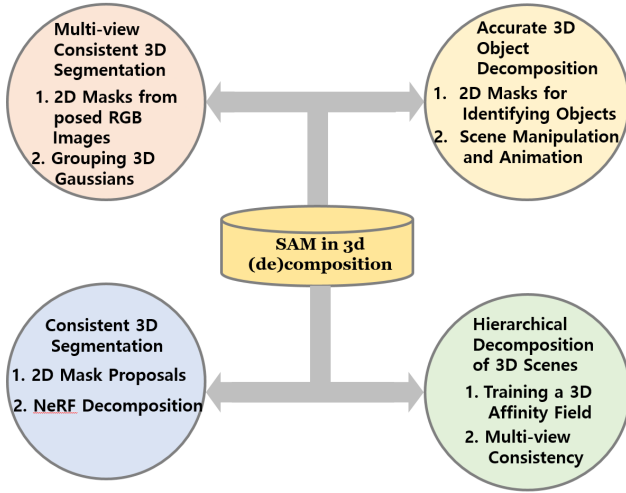 Multi-view
Consistent 3D
Segmentation
1. 2D Masks from
posed RGB
Images
2. Grouping 3D
Gaussians
Accurate 3D
Object
Decomposition
1. 2D Masks for
Identifying Objects
2. Scene Manipulation
and Animation
SAM in 3d
(de)composition
Consistent 3D
Segmentation
1. 2D Mask Proposals
2. NeRF Decomposition
Hierarchical
Decomposition
of 3D Scenes
1. Training a 3D
Affinity Field
2. Multi-view
Consistency